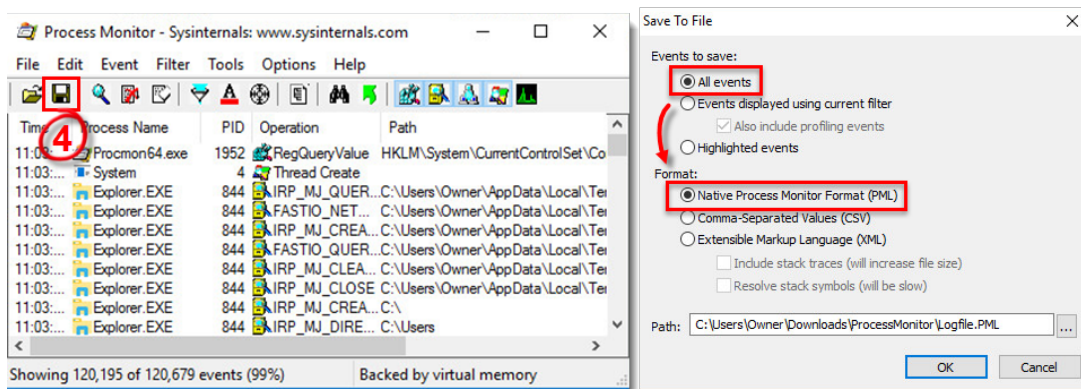 Process Monitor - Sysinternals: www.sysinternals.com
File Edit Event Filter Tools Options Help
4
Time Process Name PID Operation Path
11:03:... Procmon64.exe 1952 RegQueryValue HKLM\System\CurrentControlSet\Co
11:03:... System 4 Thread Create
11:03:... Explorer.EXE 844 IRP_MJ_QUER... C:\Users\Owner\AppData\Local\Te
11:03:... Explorer.EXE 844 FASTIO_NET... C:\Users\Owner\AppData\Local\Te
11:03:... Explorer.EXE 844 IRP_MJ_CREA... C:\Users\Owner\AppData\Local\Te
11:03:... Explorer.EXE 844 FASTIO_QUER... C:\Users\Owner\AppData\Local\Te
11:03:... Explorer.EXE 844 IRP_MJ_CLEA... C:\Users\Owner\AppData\Local\Te
11:03:... Explorer.EXE 844 IRP_MJ_CLOSE C:\Users\Owner\AppData\Local\Te
11:03:... Explorer.EXE 844 IRP_MJ_CREA... C:\
11:03:... Explorer.EXE 844 IRP_MJ_DIRE... C:\Users
Showing 120,195 of 120,679 events (99%) Backed by virtual memory
Save To File
Events to save:
All events
Events displayed using current filter
Also include profiling events
Highlighted events
Format:
Native Process Monitor Format (PML)
Comma-Separated Values (CSV)
Extensible Markup Language (XML)
Include stack traces (will increase file size)
Resolve stack symbols (will be slow)
Path: C:\Users\Owner\Downloads\ProcessMonitor\Logfile.PML ...
OK Cancel